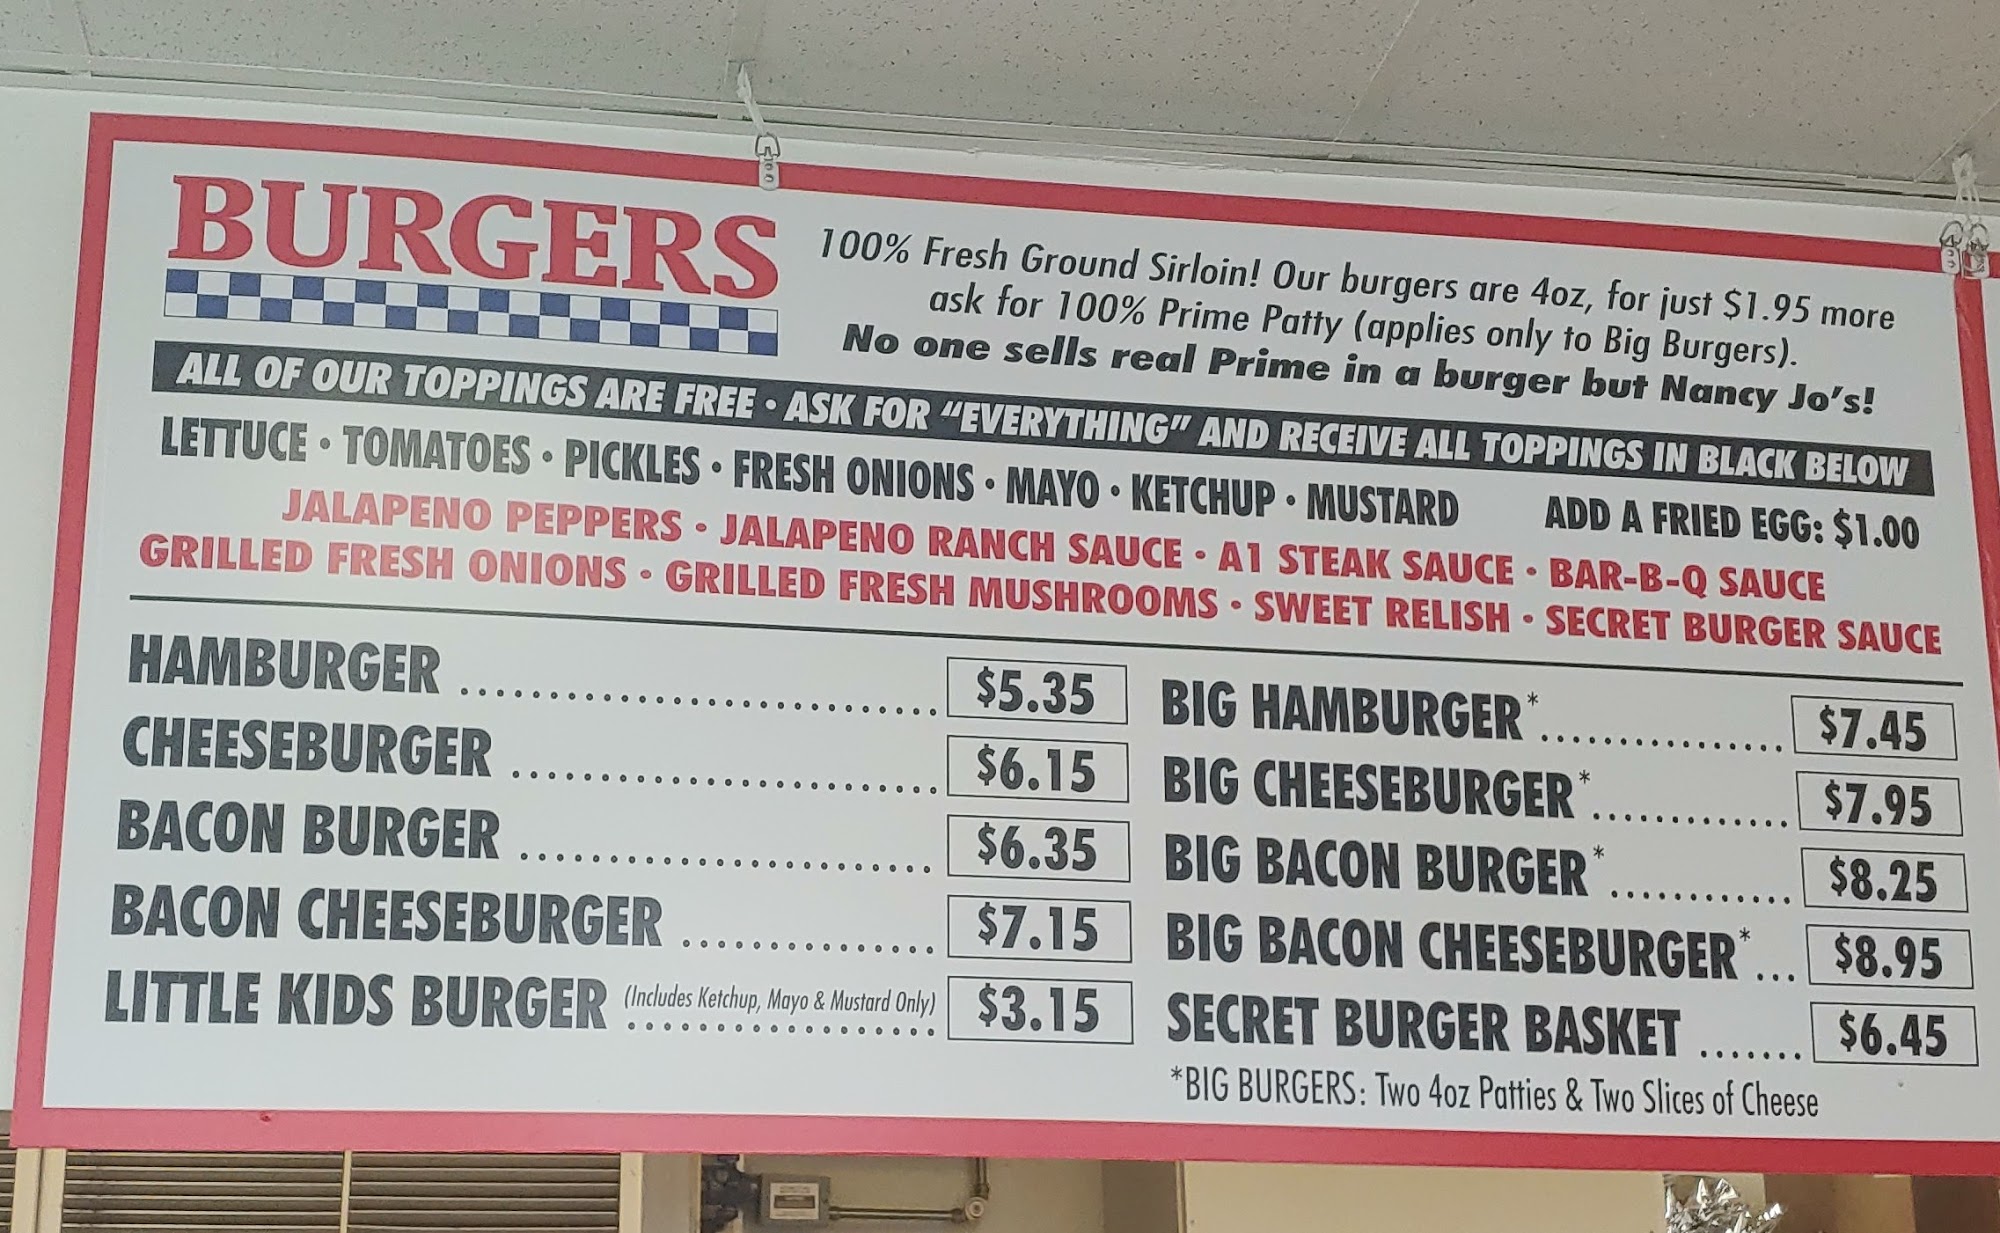 BURGERS
100% Fresh Ground Sirloin! Our burgers are 4oz, for just $1.95 more
ask for 100% Prime Patty (applies only to Big Burgers).
No one sells real Prime in a burger but Nancy Jo's!
ALL OF OUR TOPPINGS ARE FREE • ASK FOR "EVERYTHING" AND RECEIVE ALL TOPPINGS IN BLACK BELOW
LETTUCE • TOMATOES • PICKLES • FRESH ONIONS • MAYO • KETCHUP • MUSTARD ADD A FRIED EGG: $1.00
JALAPENO PEPPERS • JALAPENO RANCH SAUCE • A1 STEAK SAUCE • BAR-B-Q SAUCE
GRILLED FRESH ONIONS • GRILLED FRESH MUSHROOMS • SWEET RELISH • SECRET BURGER SAUCE
HAMBURGER $5.35
CHEESEBURGER $6.15
BACON BURGER $6.35
BACON CHEESEBURGER $7.15
LITTLE KIDS BURGER (Includes Ketchup, Mayo & Mustard Only) $3.15
BIG HAMBURGER* $7.45
BIG CHEESEBURGER* $7.95
BIG BACON BURGER* $8.25
BIG BACON CHEESEBURGER* $8.95
SECRET BURGER BASKET $6.45
*BIG BURGERS: Two 4oz Patties & Two Slices of Cheese